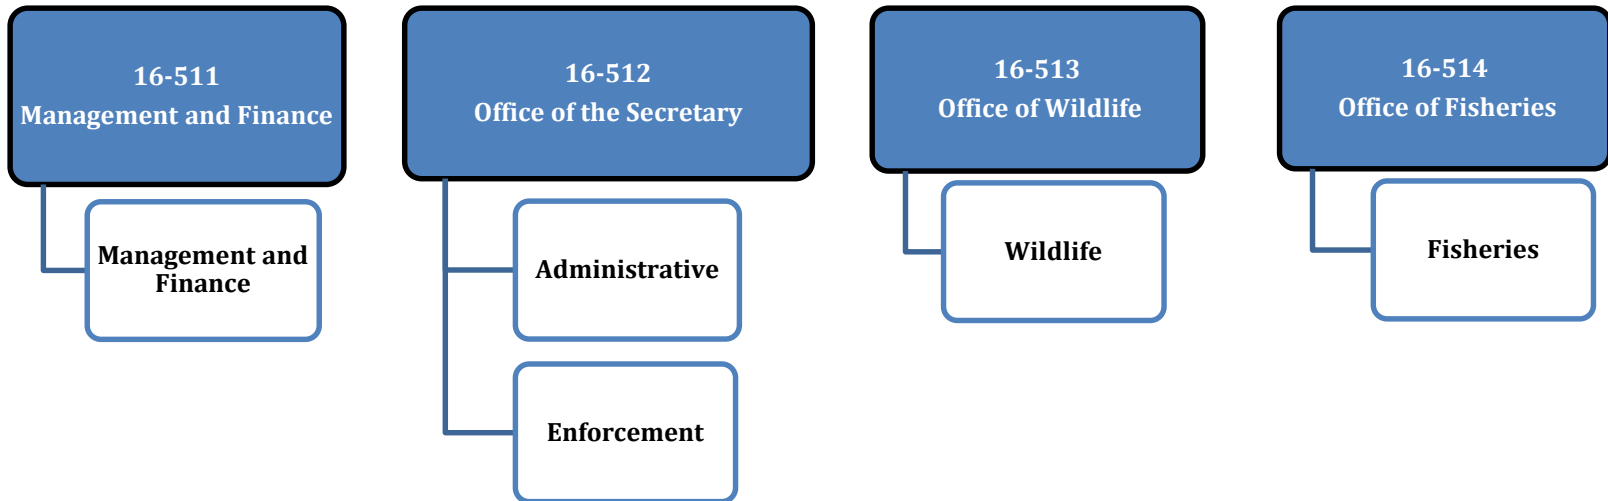 16-511
Management and Finance
16-512
Office of the Secretary
16-513
Office of Wildlife
16-514
Office of Fisheries
Management and
Finance
Administrative
Enforcement
Wildlife
Fisheries